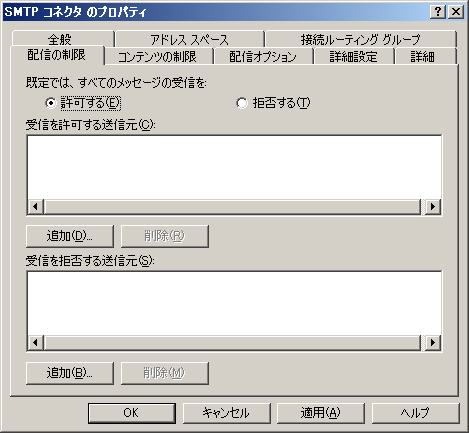 SMTP コネクタ のプロパティ
全般 アドレス スペース 接続ルーティング グループ
配信の制限 コンテンツの制限 配信オプション 詳細設定 詳細
既定では、すべてのメッセージの受信を:
許可する(E) 拒否する(T)
受信を許可する送信元(C):
追加(D)... 削除(R)
受信を拒否する送信元(S):
追加(B)... 削除(M)
OK キャンセル 適用(A) ヘルプ